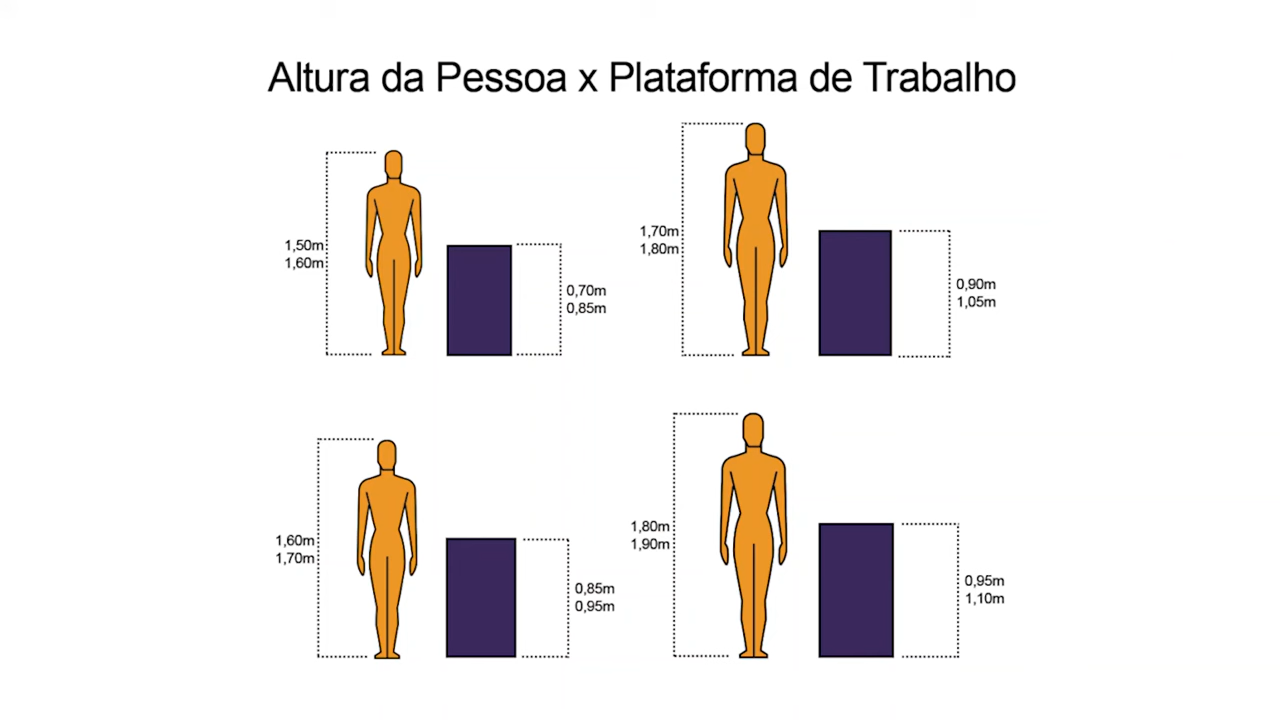 Altura da Pessoa x Plataforma de Trabalho
1,50m
1,60m
0,70m
0,85m
1,70m
1,80m
0,90m
1,05m
1,60m
1,70m
0,85m
0,95m
1,80m
1,90m
0,95m
1,10m